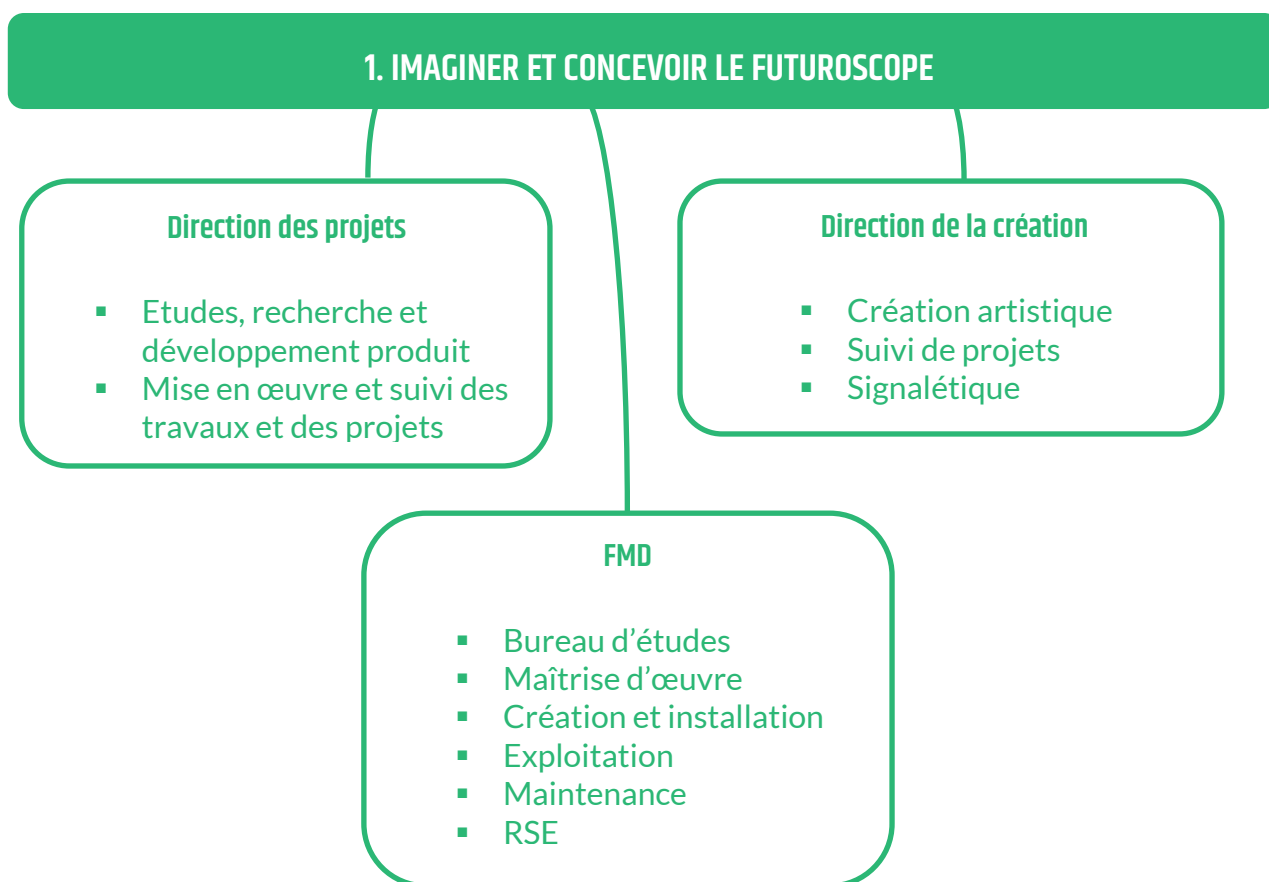 1. IMAGINER ET CONCEVOIR LE FUTUROSCOPE
Direction des projets
▪ Etudes, recherche et
développement produit
▪ Mise en œuvre et suivi des
travaux et des projets
Direction de la création
▪ Création artistique
▪ Suivi de projets
▪ Signalétique
FMD
▪ Bureau d’études
▪ Maîtrise d’œuvre
▪ Création et installation
▪ Exploitation
▪ Maintenance
▪ RSE